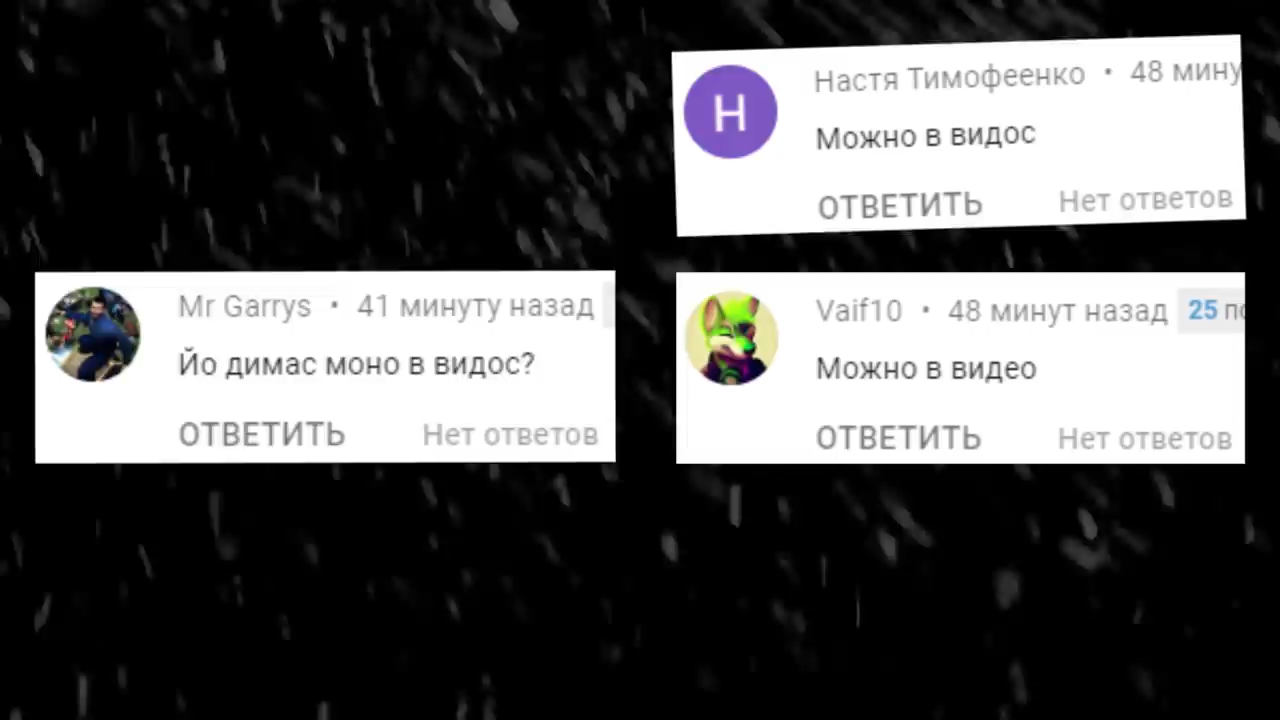 Настя Тимофеенко • 48 мину
Можно в видос
ОТВЕТИТЬ Нет ответов
Mr Garrys • 41 минуту назад
Йо димас моно в видос?
ОТВЕТИТЬ Нет ответов
Vaif10 • 48 минут назад 25 по
Можно в видео
ОТВЕТИТЬ Нет ответов